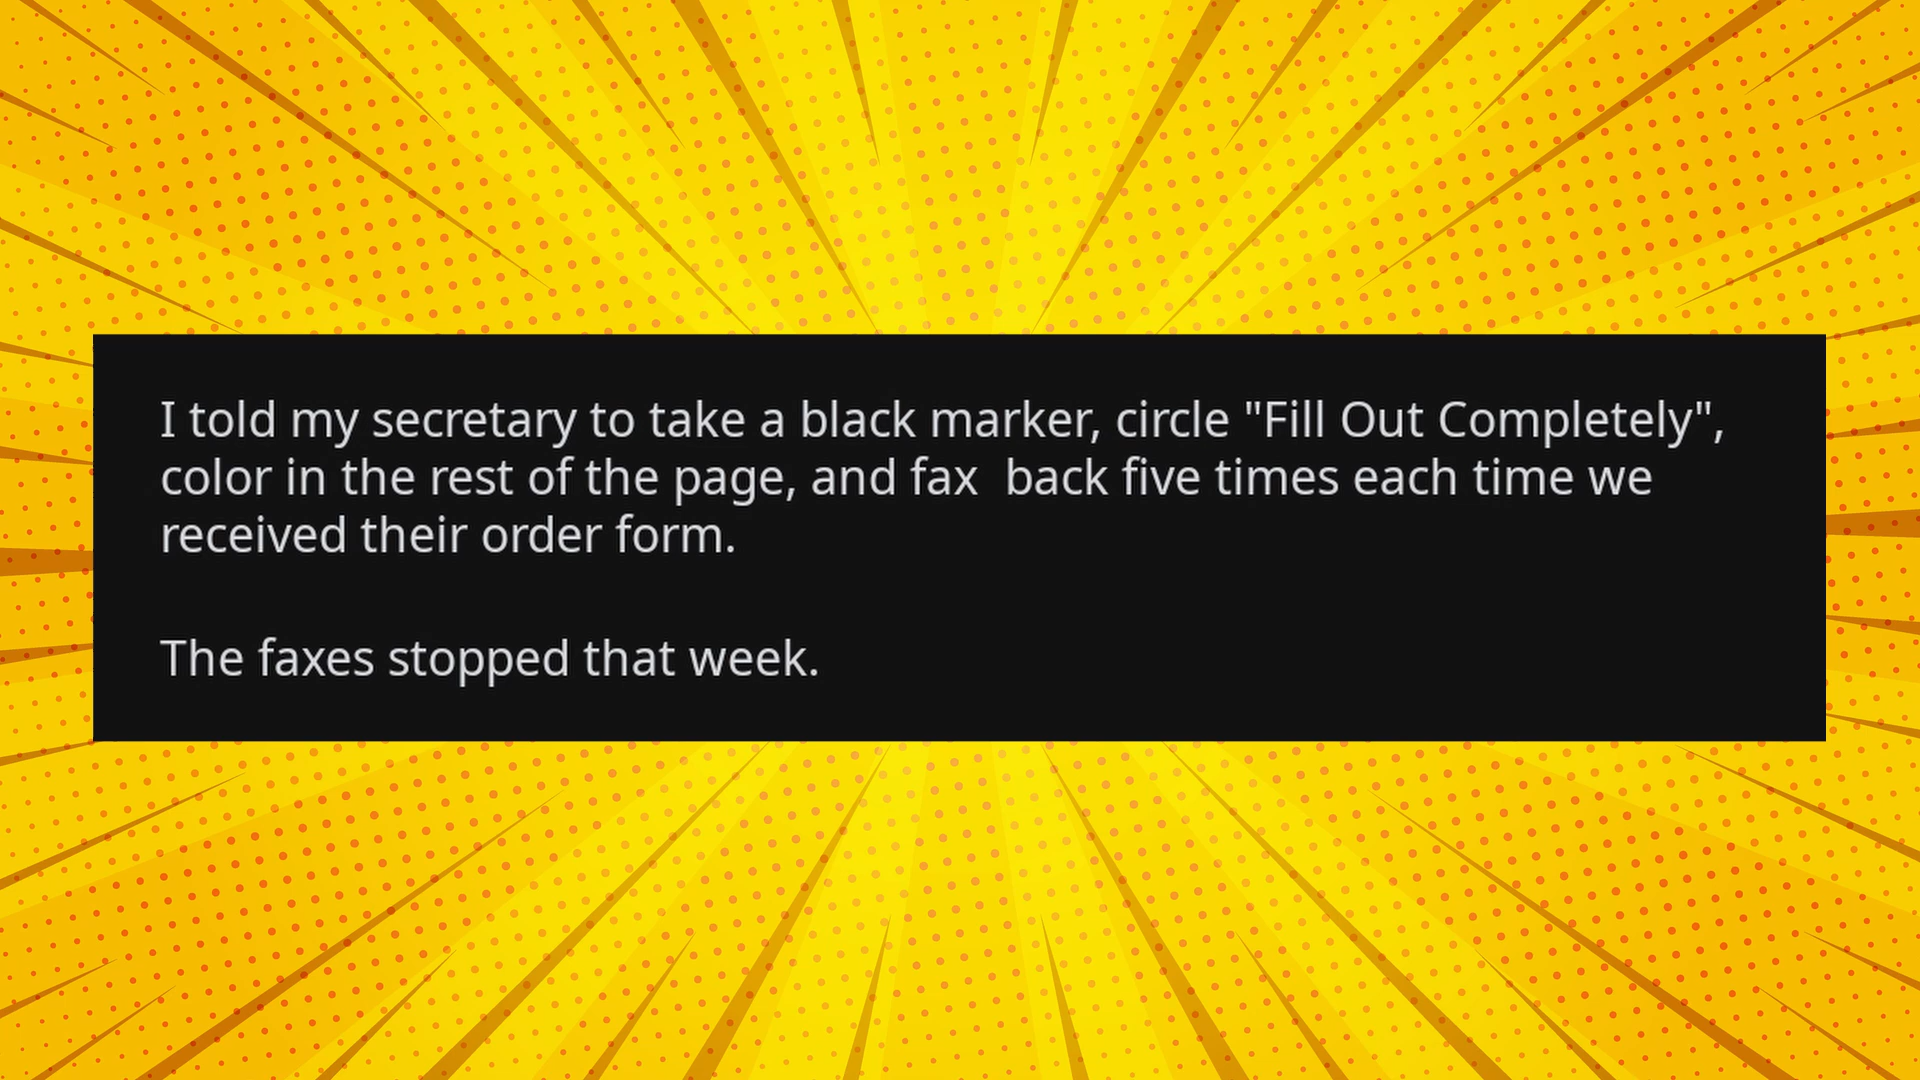 I told my secretary to take a black marker, circle "Fill Out Completely",
color in the rest of the page, and fax  back five times each time we
received their order form.
The faxes stopped that week.